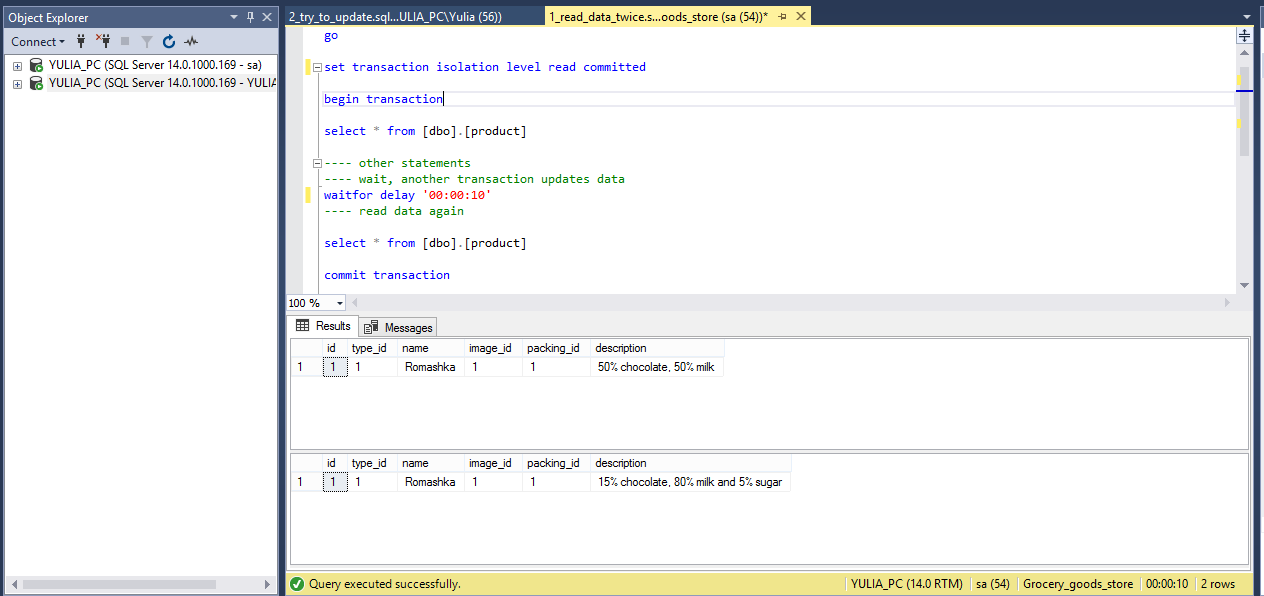 Object Explorer
Connect
YULIA_PC (SQL Server 14.0.1000.169 - sa)
YULIA_PC (SQL Server 14.0.1000.169 - YULIA
2_try_to_update.sql...ULIA_PC\Yulia (56))
1_read_data_twice.s...oods_store (sa (54))*
go
set transaction isolation level read committed
begin transaction
select * from [dbo].[product]
---- other statements
---- wait, another transaction updates data
waitfor delay '00:00:10'
---- read data again
select * from [dbo].[product]
commit transaction
100 %
Results Messages
id type_id name image_id packing_id description
1 1 1 Romashka 1 1 50% chocolate, 50% milk
id type_id name image_id packing_id description
1 1 1 Romashka 1 1 15% chocolate, 80% milk and 5% sugar
Query executed successfully. YULIA_PC (14.0 RTM) sa (54) Grocery_goods_store 00:00:10 2 rows